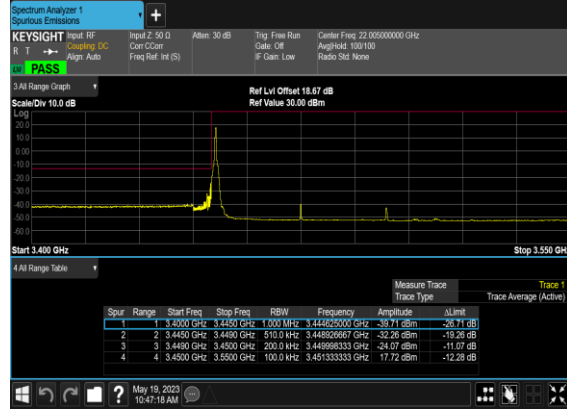 Spectrum Analyzer 1
Spurious Emissions
KEYSIGHT Input: RF Input Z: 50 Ω Atten: 30 dB Trig: Free Run Center Freq: 22.005000000 GHz
R T Coupling: DC Corr CCorr Gate: Off Avg|Hold: 100/100
Align: Auto Freq Ref: Int (S) IF Gain: Low Radio Std: None
PASS
3 All Range Graph
Ref Lvl Offset 18.67 dB
Scale/Div 10.0 dB Ref Value 30.00 dBm
Log
20.0
10.0
0.00
-10.0
-20.0
-30.0
-40.0
-50.0
-60.0
Start 3.400 GHz Stop 3.550 GHz
4 All Range Table
Measure Trace Trace 1
Trace Type Trace Average (Active)
Spur Range Start Freq Stop Freq RBW Frequency Amplitude ΔLimit
1 1 3.4000 GHz 3.4450 GHz 1.000 MHz 3.444625000 GHz -39.71 dBm -26.71 dB
2 2 3.4450 GHz 3.4490 GHz 510.0 kHz 3.448926667 GHz -32.26 dBm -19.26 dB
3 3 3.4490 GHz 3.4500 GHz 200.0 kHz 3.449998333 GHz -24.07 dBm -11.07 dB
4 4 3.4500 GHz 3.5500 GHz 100.0 kHz 3.451333333 GHz 17.72 dBm -12.28 dB
? May 19, 2023
10:47:18 AM